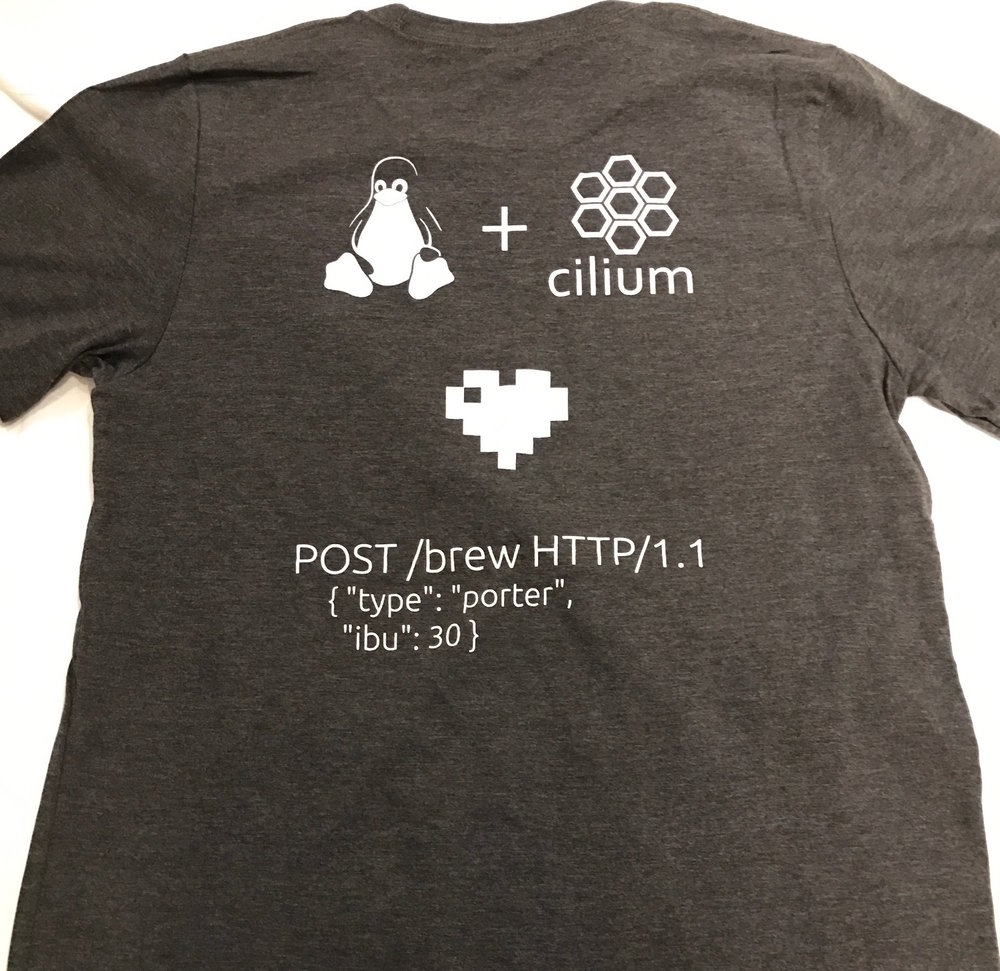 +
cilium
POST /brew HTTP/1.1
{ "type": "porter",
"ibu": 30 }